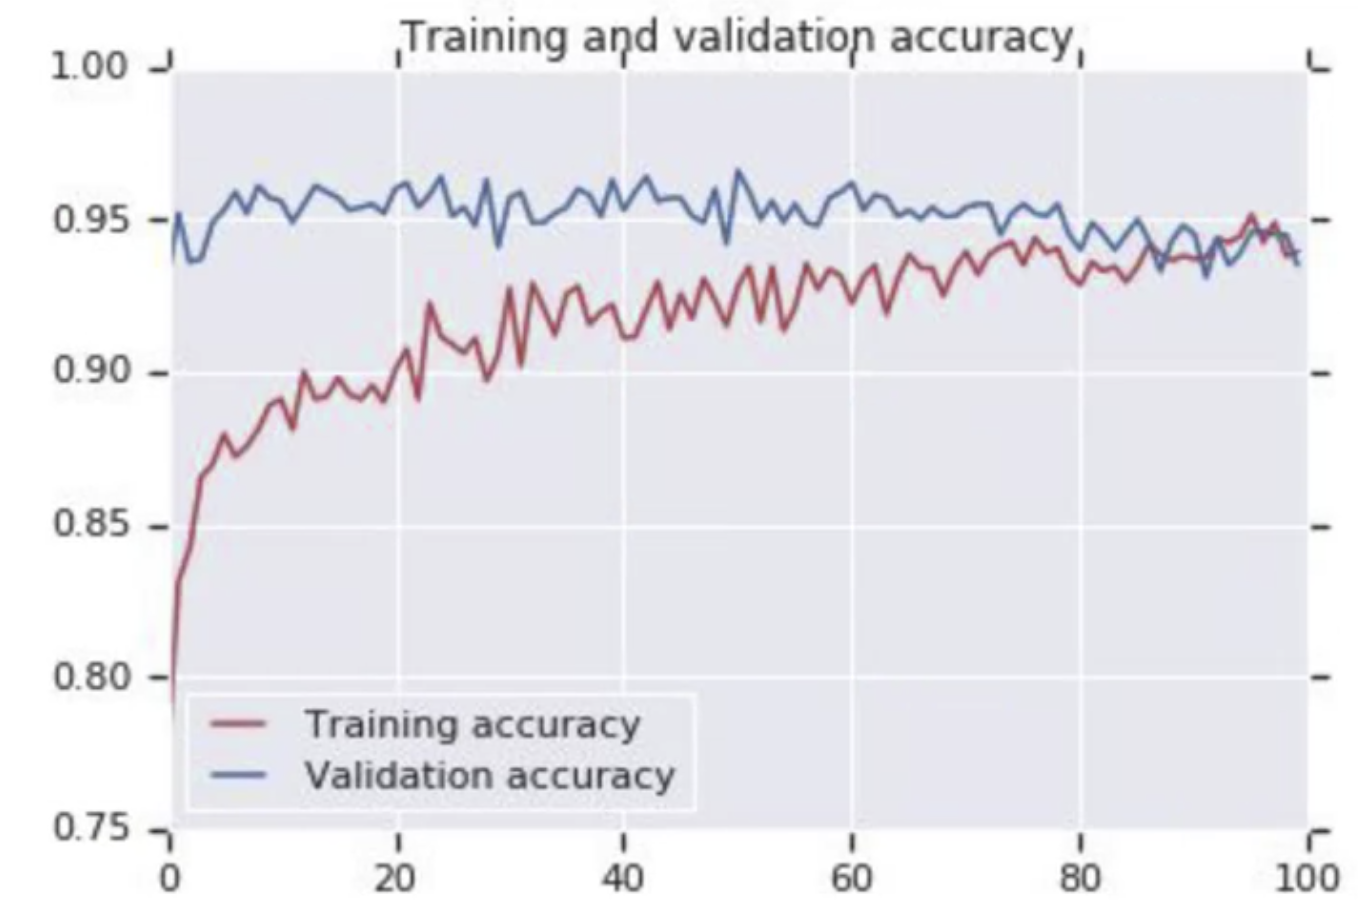 Training and validation accuracy
1.00
0.95
0.90
0.85
0.80
0.75
Training accuracy
Validation accuracy
0 20 40 60 80 100